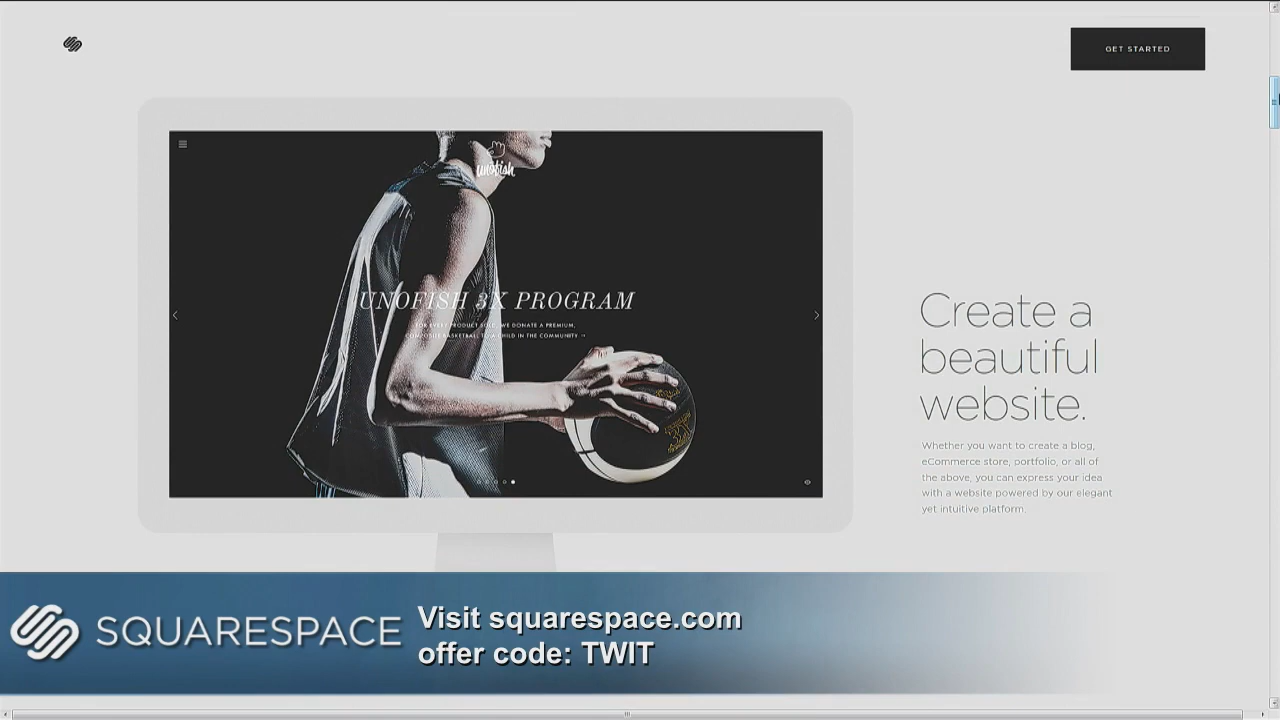 GET STARTED
unofish
UNOFISH 3X PROGRAM
FOR EVERY PRODUCT SOLD, WE DONATE A PREMIUM,
COMPOSITE BASKETBALL TO A CHILD IN THE COMMUNITY →
Create a
beautiful
website.
Whether you want to create a blog,
eCommerce store, portfolio, or all of
the above, you can express your idea
with a website powered by our elegant
yet intuitive platform.
SQUARESPACE
Visit squarespace.com
offer code: TWIT